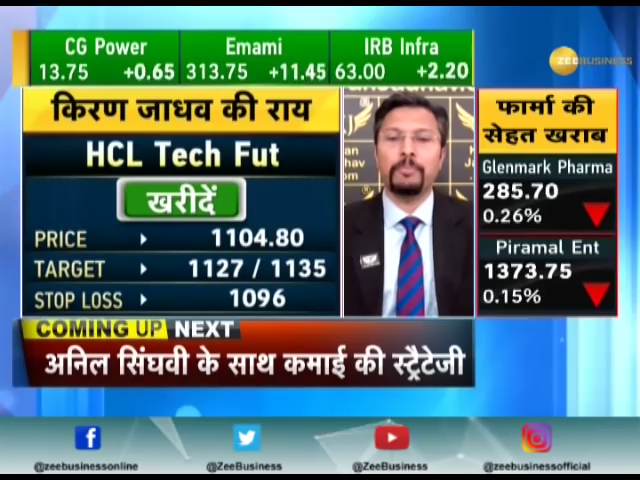 CG Power
13.75 +0.65
Emami
313.75 +11.45
IRB Infra
63.00 +2.20
ZEEBUSINESS
किरण जाधव की राय
HCL Tech Fut
खरीदें
PRICE 1104.80
TARGET 1127 / 1135
STOP LOSS 1096
फार्मा की
सेहत खराब
Glenmark Pharma
285.70
0.26%
Piramal Ent
1373.75
0.15%
COMING UP NEXT
अनिल सिंघवी के साथ कमाई की स्ट्रैटेजी
@zeebusinessonline
@ZeeBusiness
@ZeeBusiness
@zeebusinessofficial